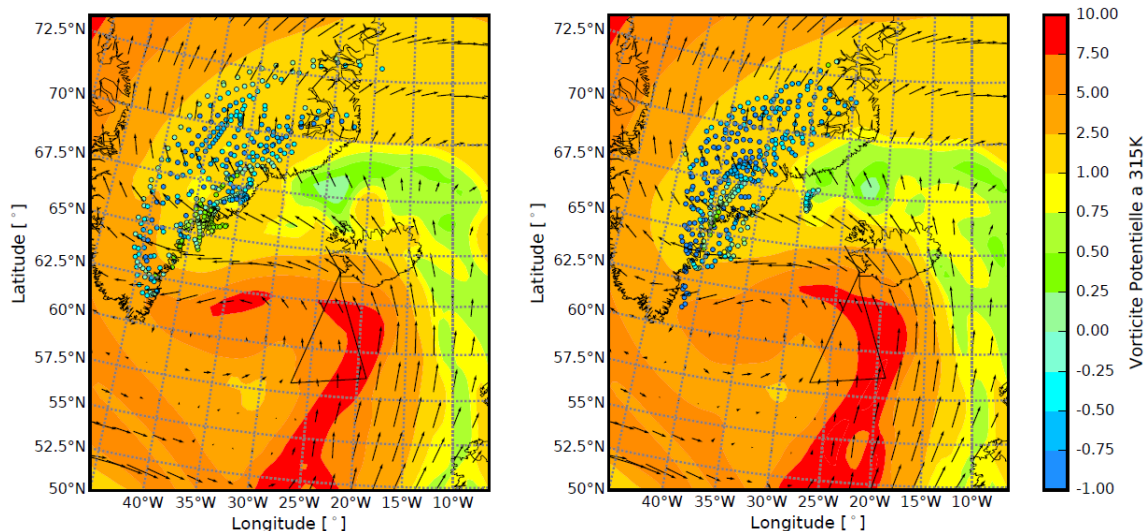 72.5°N
70°N
67.5°N
65°N
62.5°N
60°N
57.5°N
55°N
52.5°N
50°N
Latitude [°]
40°W 35°W 30°W 25°W 20°W 15°W 10°W
Longitude [°]
72.5°N
70°N
67.5°N
65°N
62.5°N
60°N
57.5°N
55°N
52.5°N
50°N
Latitude [°]
40°W 35°W 30°W 25°W 20°W 15°W 10°W
Longitude [°]
10.00
7.50
5.00
2.50
1.00
0.75
0.50
0.25
0.00
-0.25
-0.50
-0.75
-1.00
Vorticite Potentielle a 315K